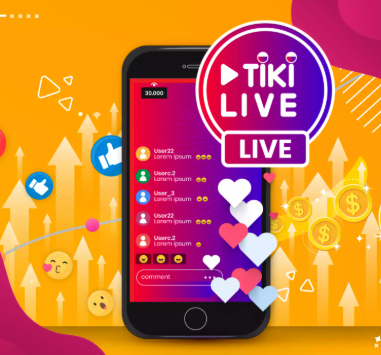 30.000
TiKi
LIVE
LIVE
User22
Lorem ipsum
Userc.2
Lorem ipsum
User_3
Lorem ipsum
User22
Lorem ipsum
Userc.2
Lorem ipsum
comment